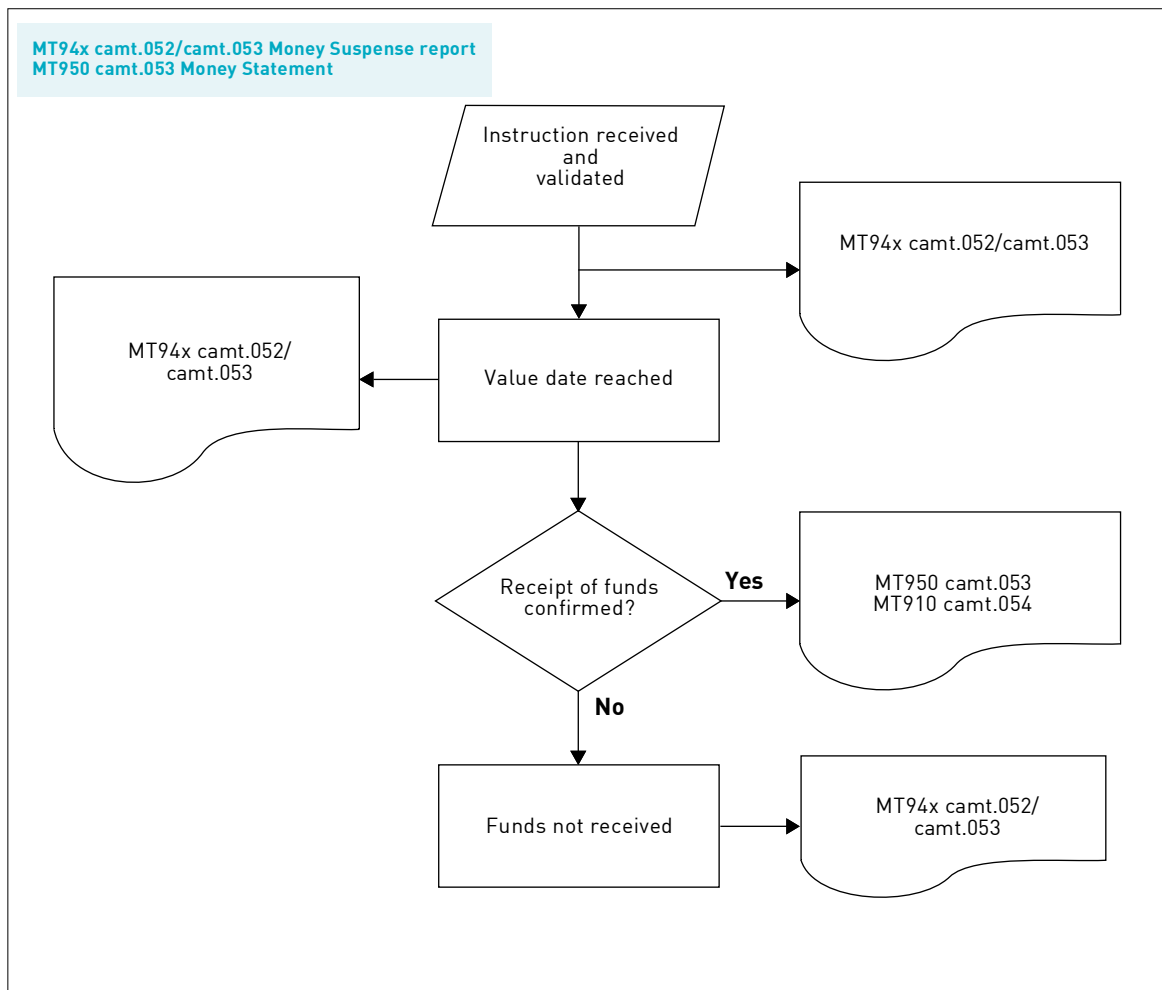 MT94x camt.052/camt.053 Money Suspense report
MT950 camt.053 Money Statement
Instruction received
and
validated
MT94x camt.052/camt.053
MT94x camt.052/
camt.053
Value date reached
Receipt of funds
confirmed?
Yes
MT950 camt.053
MT910 camt.054
No
Funds not received
MT94x camt.052/
camt.053